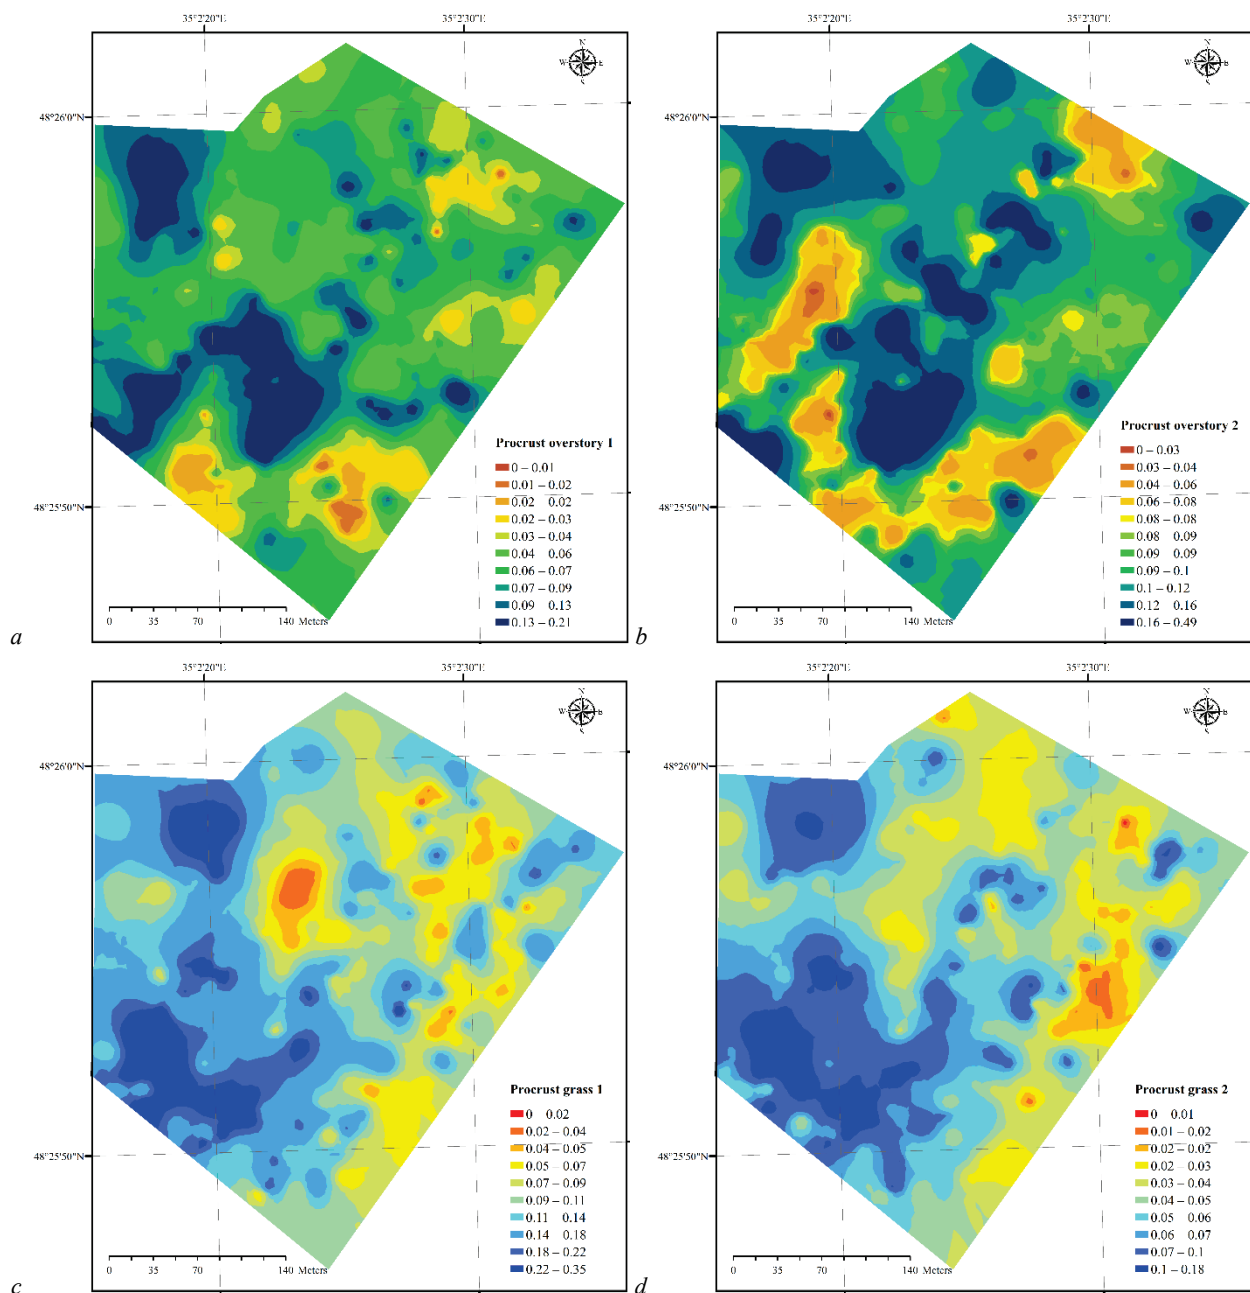 35°2'20"E 35°2'30"E
35°2'20"E 35°2'30"E
a
48°26'0"N
48°25'50"N
N
W E
S
Procrust overstory 1
0 – 0.01
0.01 – 0.02
0.02 0.02
0.02 – 0.03
0.03 – 0.04
0.04 0.06
0.06 – 0.07
0.07 – 0.09
0.09 0.13
0.13 – 0.21
0 35 70 140 Meters
b
48°26'0"N
48°25'50"N
N
W E
S
Procrust overstory 2
0 – 0.03
0.03 – 0.04
0.04 – 0.06
0.06 – 0.08
0.08 – 0.08
0.08 – 0.09
0.09 0.09
0.09 – 0.1
0.1 – 0.12
0.12 0.16
0.16 – 0.49
0 35 70 140 Meters
35°2'20"E 35°2'30"E
35°2'20"E 35°2'30"E
c
48°26'0"N
48°25'50"N
N
W E
S
Procrust grass 1
0 0.02
0.02 – 0.04
0.04 – 0.05
0.05 – 0.07
0.07 – 0.09
0.09 – 0.11
0.11 0.14
0.14 0.18
0.18 – 0.22
0.22 – 0.35
0 35 70 140 Meters
d
48°26'0"N
48°25'50"N
N
W E
S
Procrust grass 2
0 0.01
0.01 – 0.02
0.02 – 0.02
0.02 – 0.03
0.03 – 0.04
0.04 – 0.05
0.05 0.06
0.06 0.07
0.07 – 0.1
0.1 – 0.18
0 35 70 140 Meters